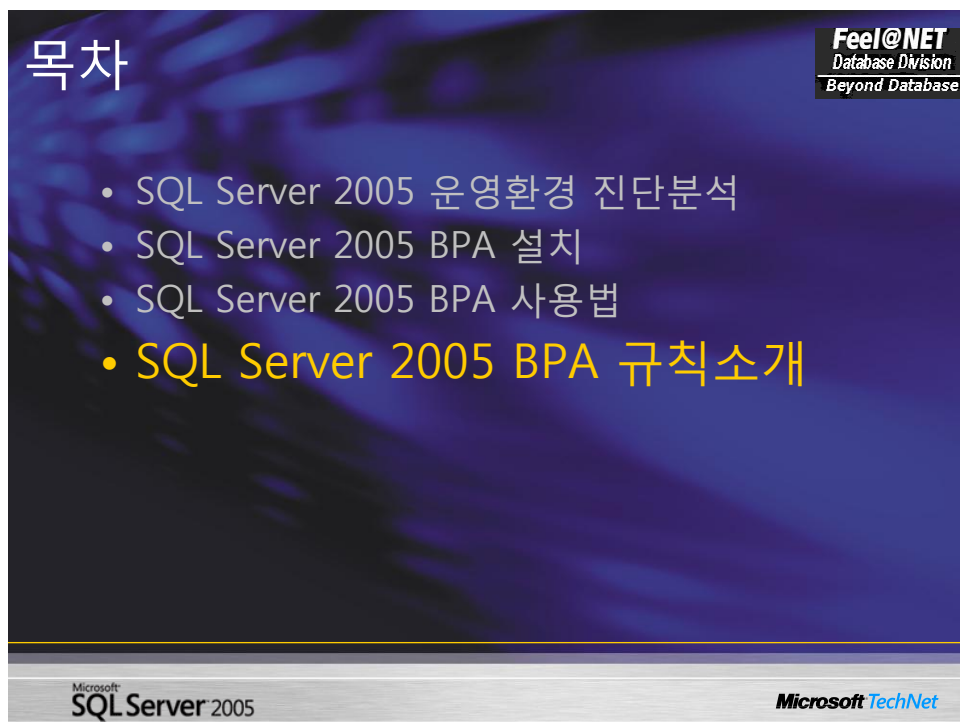 목차
Feel@NET
Database Division
Beyond Database
• SQL Server 2005 운영환경 진단분석
• SQL Server 2005 BPA 설치
• SQL Server 2005 BPA 사용법
• SQL Server 2005 BPA 규칙소개
Microsoft
SQL Server 2005
Microsoft TechNet